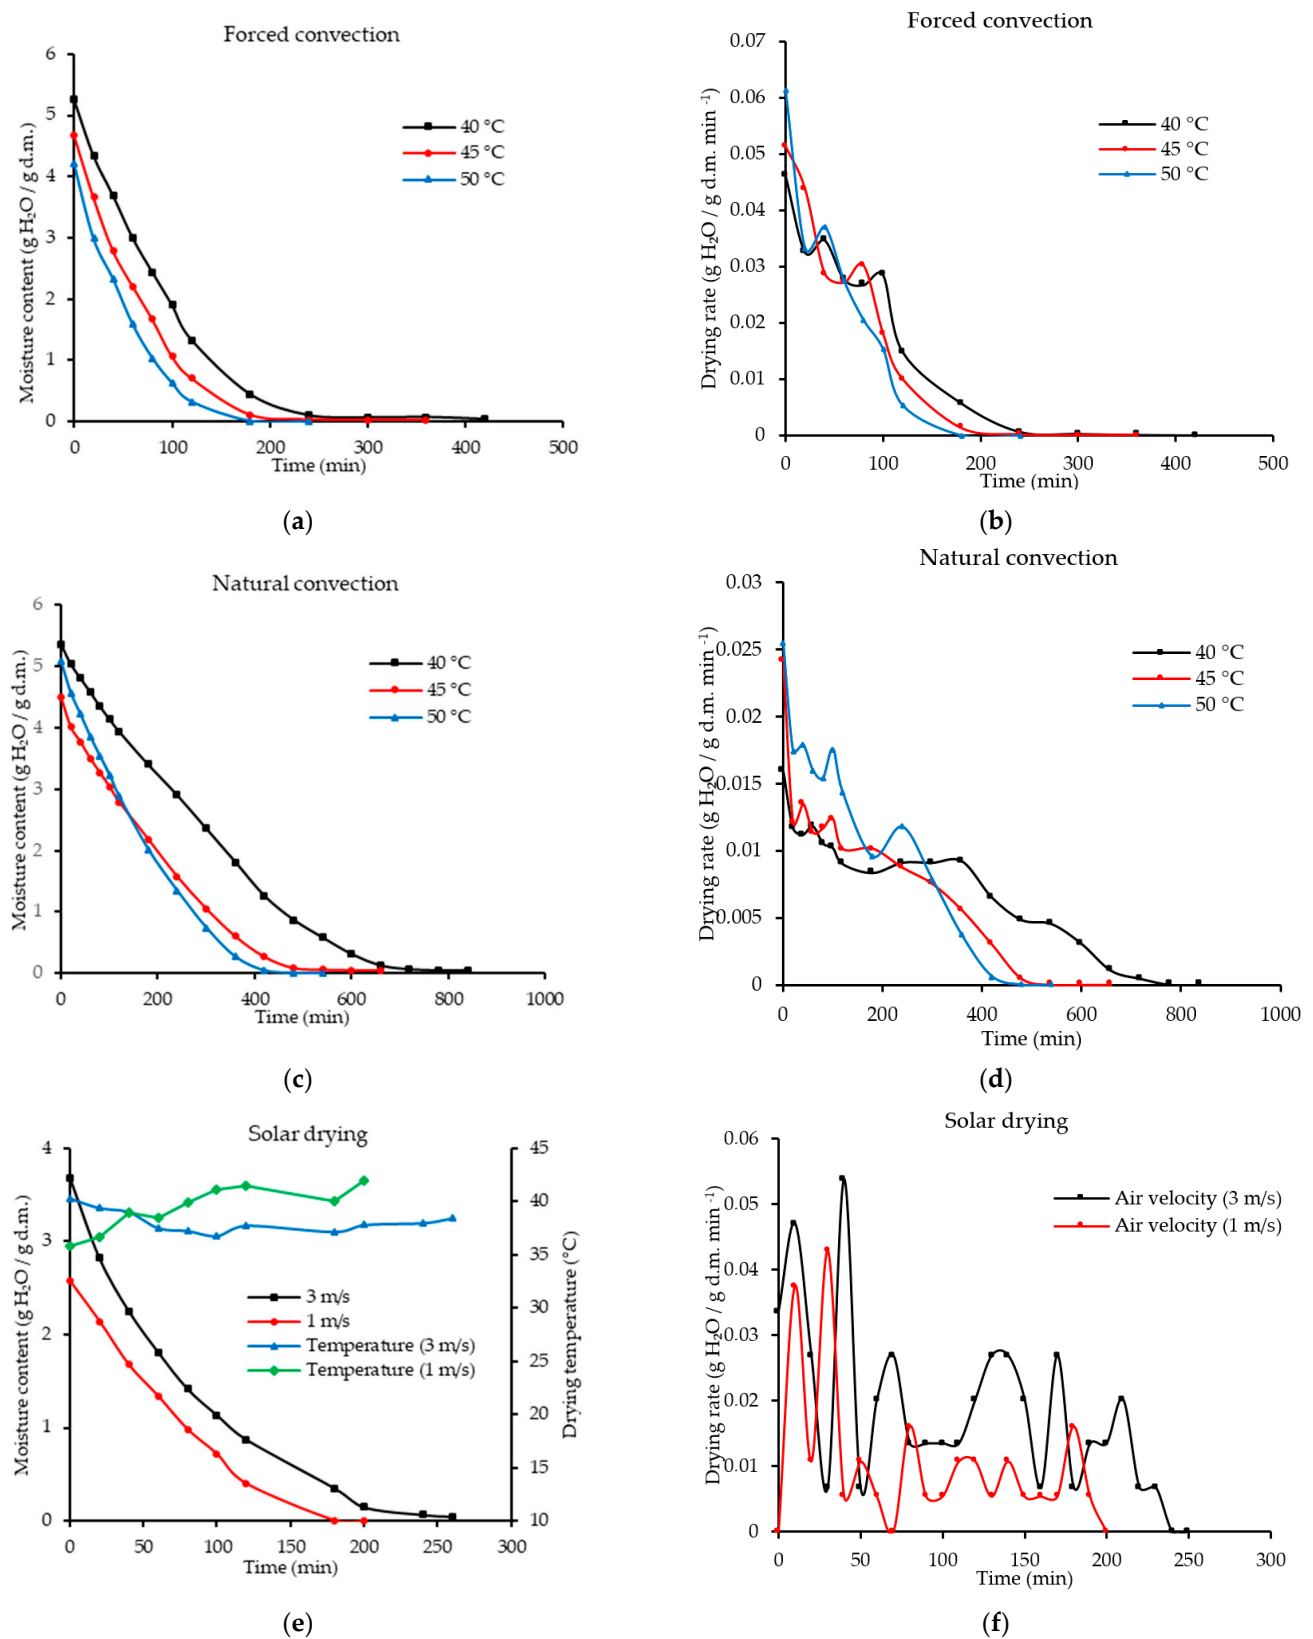 Forced convection
Moisture content (g H₂O / g d.m.)
6
5
4
3
2
1
0
40 °C
45 °C
50 °C
0 100 200 300 400 500
Time (min)
(a)
Forced convection
Drying rate (g H₂O / g d.m. min ⁻¹)
0.07
0.06
0.05
0.04
0.03
0.02
0.01
0
40 °C
45 °C
50 °C
0 100 200 300 400 500
Time (min)
(b)
Natural convection
Moisture content (g H₂O / g d.m.)
6
5
4
3
2
1
0
40 °C
45 °C
50 °C
0 200 400 600 800 1000
Time (min)
(c)
Natural convection
Drying rate (g H₂O / g d.m. min ⁻¹)
0.03
0.025
0.02
0.015
0.01
0.005
0
40 °C
45 °C
50 °C
0 200 400 600 800 1000
Time (min)
(d)
Solar drying
Moisture content (g H₂O / g d.m.)
4
3
2
1
0
3 m/s
1 m/s
Temperature (3 m/s)
Temperature (1 m/s)
45
40
35
30
25
20
15
10
Drying temperature (°C)
0 50 100 150 200 250 300
Time (min)
(e)
Solar drying
Drying rate (g H₂O / g d.m. min ⁻¹)
0.06
0.05
0.04
0.03
0.02
0.01
0
Air velocity (3 m/s)
Air velocity (1 m/s)
0 50 100 150 200 250 300
Time (min)
(f)